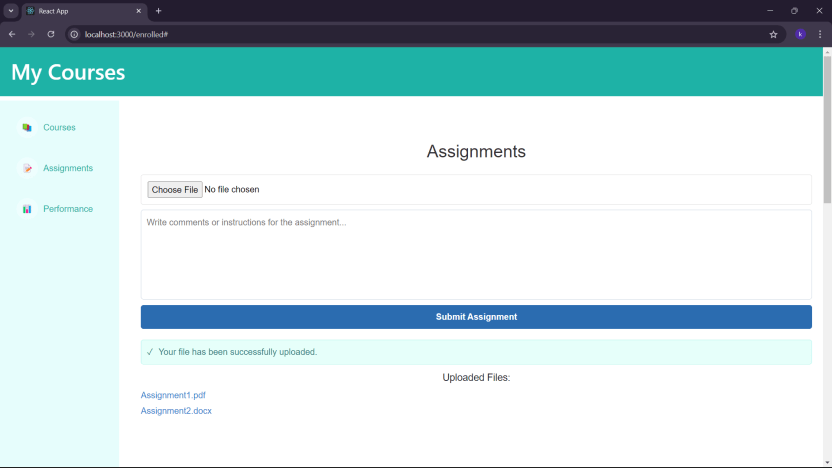 React App
localhost:3000/enrolled#
k
My Courses
Courses
Assignments
Performance
Assignments
Choose File No file chosen
Write comments or instructions for the assignment...
Submit Assignment
✓ Your file has been successfully uploaded.
Uploaded Files:
Assignment1.pdf
Assignment2.docx